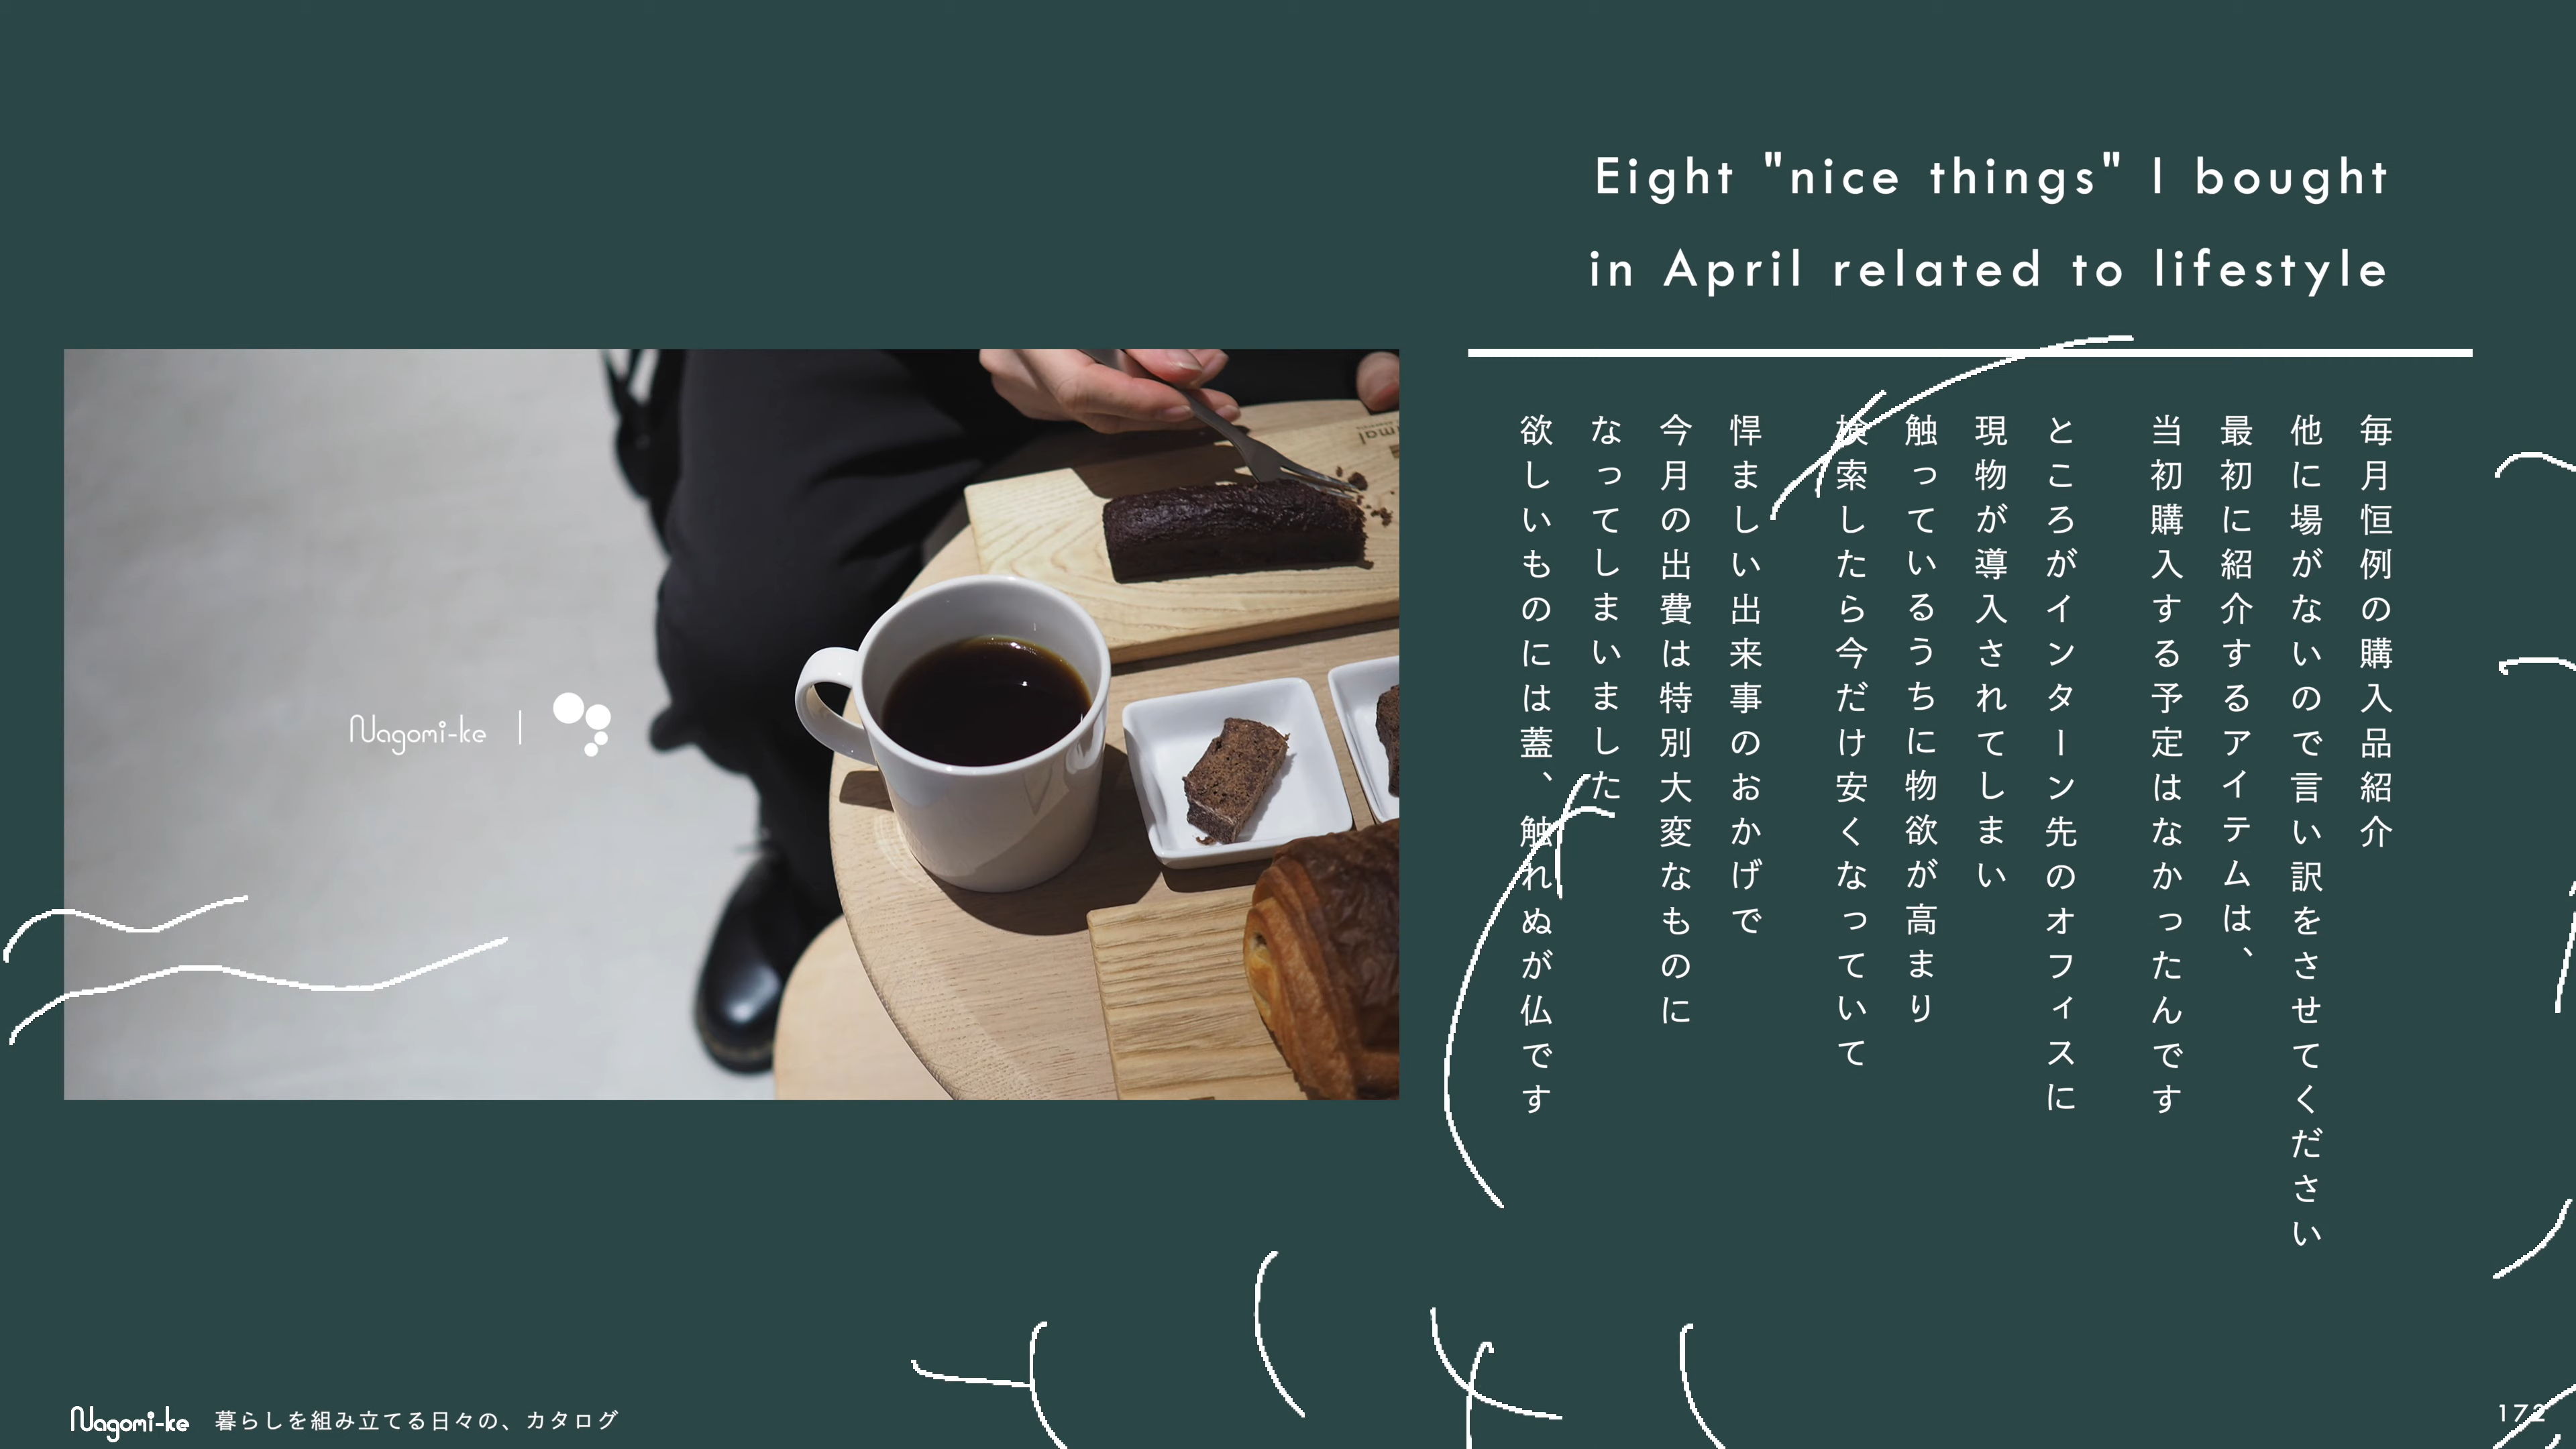 Eight "nice things" I bought
in April related to lifestyle
毎月恒例の購入品紹介
他に場がないので言い訳をさせてください
最初に紹介するアイテムは、
当初購入する予定はなかったんです
ところがインターン先のオフィスに
現物が導入されてしまい
触っているうちに物欲が高まり
検索したら今だけ安くなっていて
悍ましい出来事のおかげで
今月の出費は特別大変なものに
なってしまいました
欲しいものには蓋、触れぬが仏です
Nagomi-ke
Nagomi-ke 暮らしを組み立てる日々の、カタログ